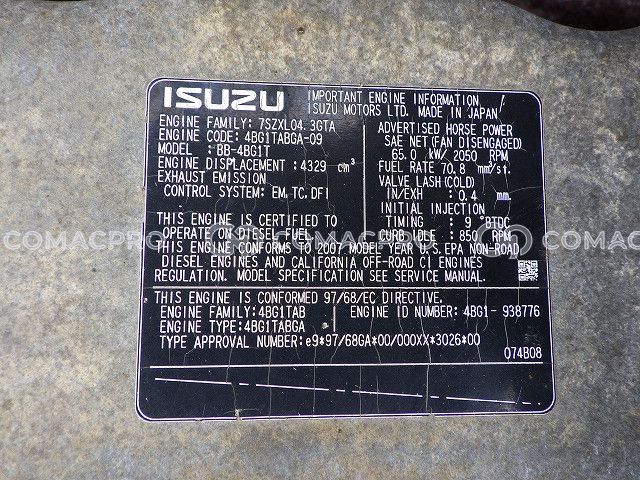 ISUZU
IMPORTANT ENGINE INFORMATION
ISUZU MOTORS LTD. MADE IN JAPAN
ENGINE FAMILY: 7SZXL04.3GTA
ENGINE CODE: 4BG1TABGA-09
MODEL : BB-4BG1T
ENGINE DISPLACEMENT: 4329 cm³
EXHAUST EMISSION
CONTROL SYSTEM: EM,TC,DFI
ADVERTISED HORSE POWER
SAE NET (FAN DISENGAGED)
65.0 kW/ 2050 RPM
FUEL RATE 70.8 mm³/st.
VALVE LASH (COLD)
IN/EXH : 0.4 mm
INITIAL INJECTION
TIMING : 9 °BTDC
CURB IDLE : 850 RPM
THIS ENGINE IS CERTIFIED TO
OPERATE ON DIESEL FUEL.
THIS ENGINE CONFORMS TO 2007 MODEL YEAR U.S. EPA NON-ROAD
DIESEL ENGINES AND CALIFORNIA OFF-ROAD CI ENGINES
REGULATION. MODEL SPECIFICATION SEE SERVICE MANUAL.
THIS ENGINE IS CONFORMED 97/68/EC DIRECTIVE.
ENGINE FAMILY:4BG1TAB
ENGINE ID NUMBER: 4BG1- 938776
ENGINE TYPE:4BG1TABGA
TYPE APPROVAL NUMBER:e9*97/68GA*00/000XX*3026*00
074B08
COMACPRO COMACPRO COMACPRO